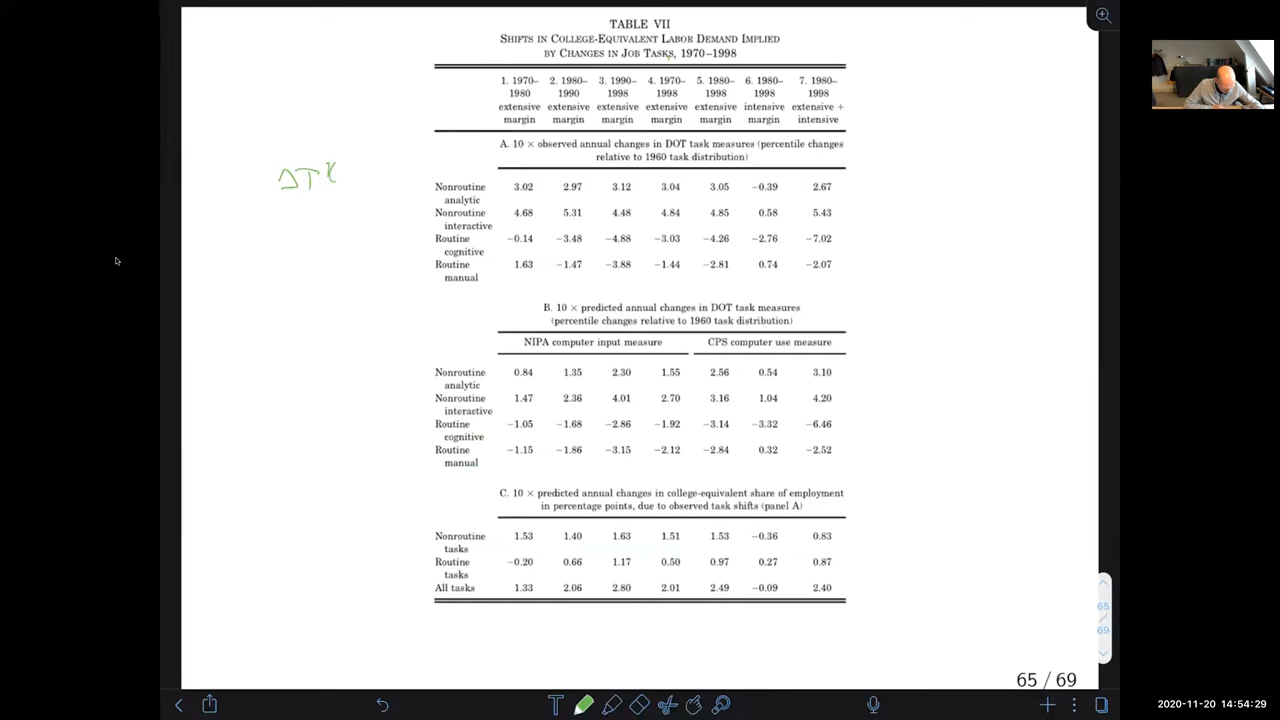 TABLE VII
SHIFTS IN COLLEGE-EQUIVALENT LABOR DEMAND IMPLIED
BY CHANGES IN JOB TASKS, 1970–1998
1. 1970– 2. 1980– 3. 1990– 4. 1970– 5. 1980– 6. 1980– 7. 1980–
1980 1990 1998 1998 1998 1998 1998
extensive extensive extensive extensive extensive intensive extensive +
margin margin margin margin margin margin intensive
A. 10 × observed annual changes in DOT task measures (percentile changes
relative to 1960 task distribution)
ΔT^k
Nonroutine 3.02 2.97 3.12 3.04 3.05 −0.39 2.67
analytic
Nonroutine 4.68 5.31 4.48 4.84 4.85 0.58 5.43
interactive
Routine −0.14 −3.48 −4.88 −3.03 −4.26 −2.76 −7.02
cognitive
Routine 1.63 −1.47 −3.88 −1.44 −2.81 0.74 −2.07
manual
B. 10 × predicted annual changes in DOT task measures
(percentile changes relative to 1960 task distribution)
NIPA computer input measure CPS computer use measure
Nonroutine 0.84 1.35 2.30 1.55 2.56 0.54 3.10
analytic
Nonroutine 1.47 2.36 4.01 2.70 3.16 1.04 4.20
interactive
Routine −1.05 −1.68 −2.86 −1.92 −3.14 −3.32 −6.46
cognitive
Routine −1.15 −1.86 −3.15 −2.12 −2.84 0.32 −2.52
manual
C. 10 × predicted annual changes in college-equivalent share of employment
in percentage points, due to observed task shifts (panel A)
Nonroutine 1.53 1.40 1.63 1.51 1.53 −0.36 0.83
tasks
Routine −0.20 0.66 1.17 0.50 0.97 0.27 0.87
tasks
All tasks 1.33 2.06 2.80 2.01 2.49 −0.09 2.40
65
69
65 / 69
2020-11-20 14:54:29